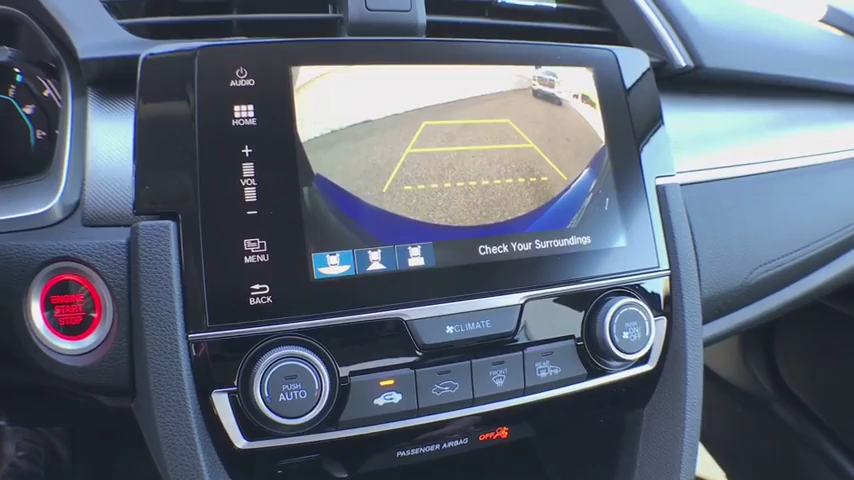 AUDIO
HOME
+
VOL
−
MENU
BACK
Check Your Surroundings
ENGINE
START
STOP
CLIMATE
PUSH
AUTO
FRONT
REAR
PUSH
ON
OFF
PASSENGER AIRBAG OFF